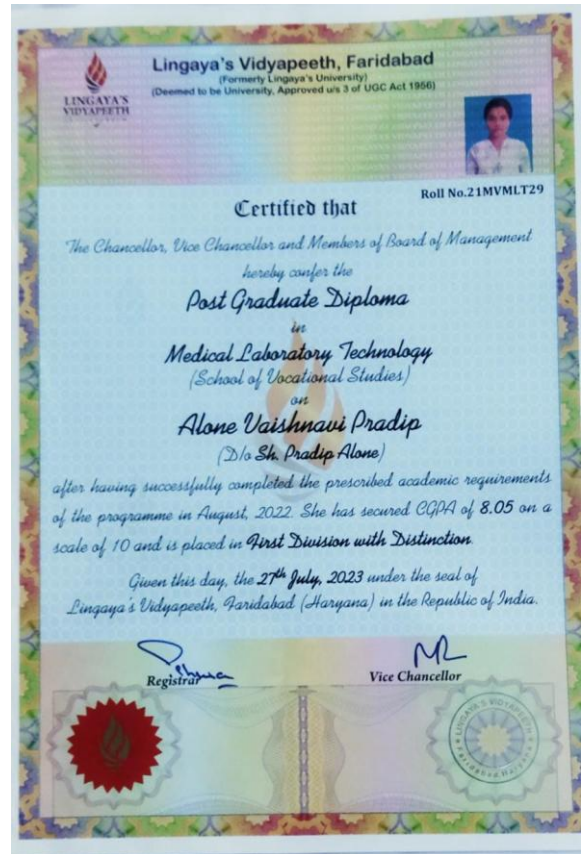 LINGAYA'S
VIDYAPEETH
Lingaya's Vidyapeeth, Faridabad
(Formerly Lingaya's University)
(Deemed to be University, Approved u/s 3 of UGC Act 1956)
Roll No.21MVMLT29
Certified that
The Chancellor, Vice Chancellor and Members of Board of Management
hereby confer the
Post Graduate Diploma
in
Medical Laboratory Technology
(School of Vocational Studies)
on
Alone Vaishnavi Pradip
(D/o Sh. Pradip Alone)
after having successfully completed the prescribed academic requirements
of the programme in August, 2022. She has secured CGPA of 8.05 on a
scale of 10 and is placed in First Division with Distinction.
Given this day, the 27th July, 2023 under the seal of
Lingaya's Vidyapeeth, Faridabad (Haryana) in the Republic of India.
Registrar
Vice Chancellor
LINGAYA'S VIDYAPEETH
Faridabad Haryana